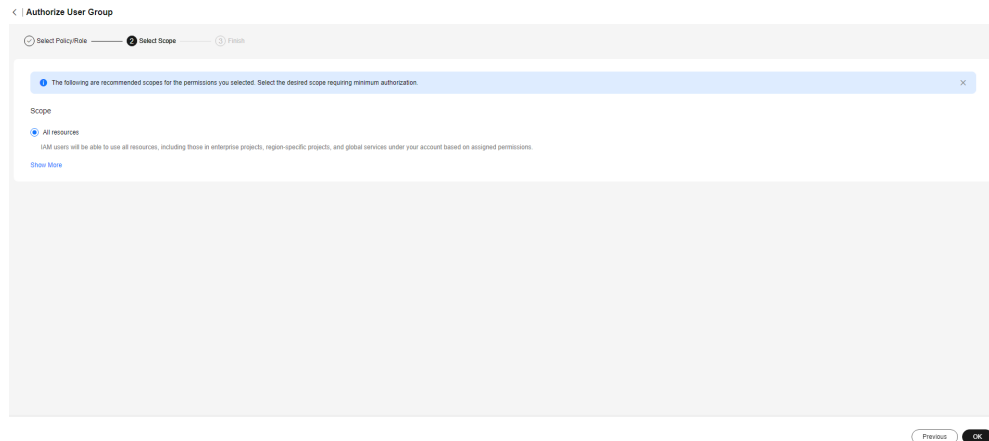 Authorize User Group
Select Policy/Role 2 Select Scope 3 Finish
The following are recommended scopes for the permissions you selected. Select the desired scope requiring minimum authorization.
Scope
All resources
IAM users will be able to use all resources, including those in enterprise projects, region-specific projects, and global services under your account based on assigned permissions.
Show More
Previous OK